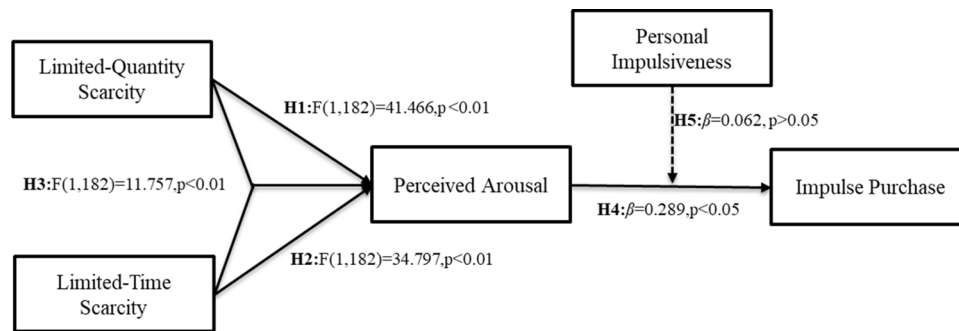 Limited-Quantity
Scarcity
Personal
Impulsiveness
H1:F(1,182)=41.466,p<0.01
H5:β=0.062, p>0.05
H3:F(1,182)=11.757,p<0.01
Perceived Arousal
Impulse Purchase
H4:β=0.289,p<0.05
H2:F(1,182)=34.797,p<0.01
Limited-Time
Scarcity